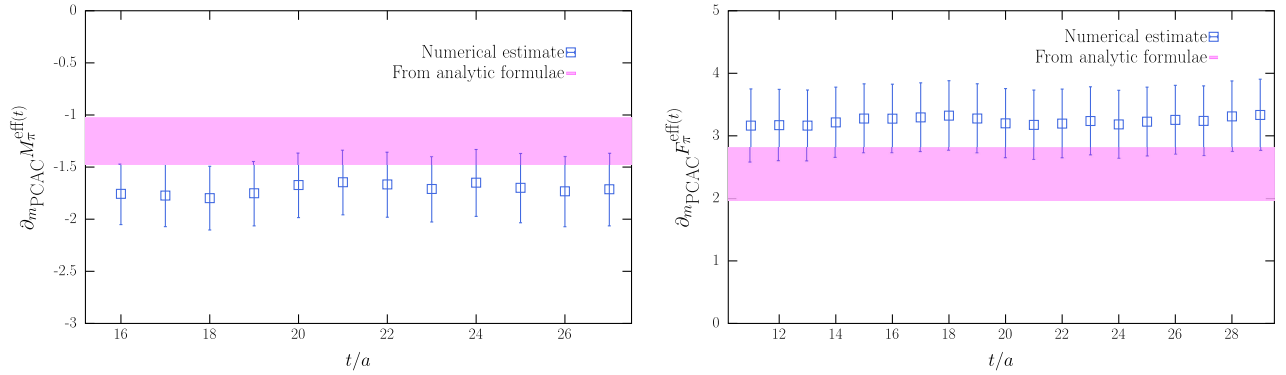 0
-0.5
-1
-1.5
-2
-2.5
-3
16 18 20 22 24 26
t/a
∂m_PCAC M_π^eff(t)
Numerical estimate
From analytic formulae
5
4
3
2
1
0
12 14 16 18 20 22 24 26 28
t/a
∂m_PCAC F_π^eff(t)
Numerical estimate
From analytic formulae